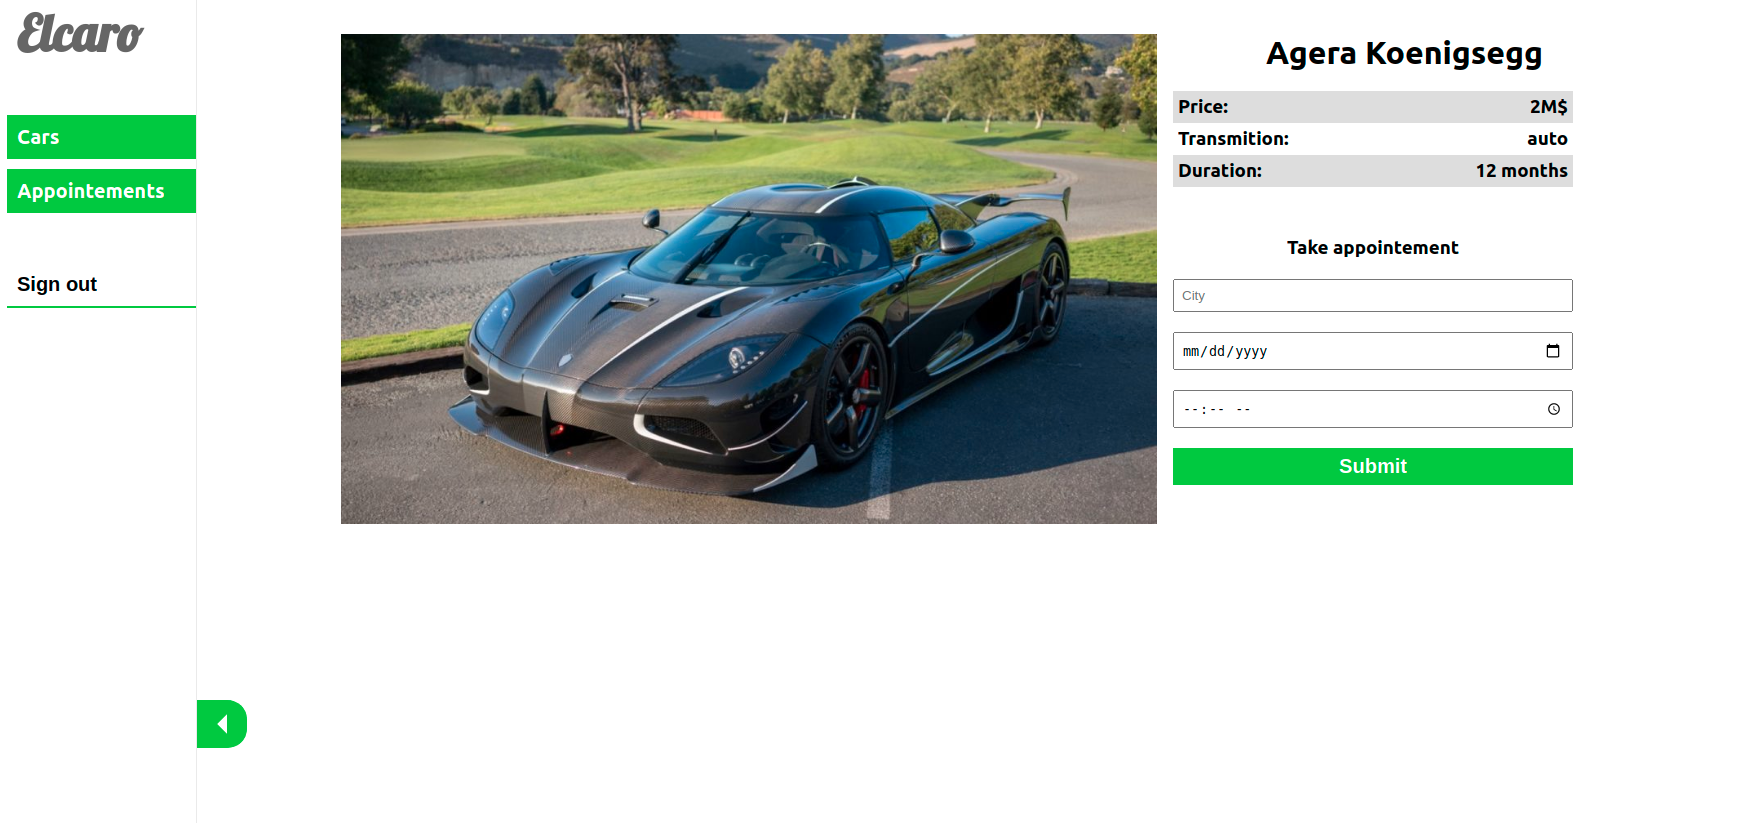 Elcaro
Cars
Appointements
Sign out
Agera Koenigsegg
Price: 2M$
Transmition: auto
Duration: 12 months
Take appointement
City
mm/dd/yyyy
--:-- --
Submit